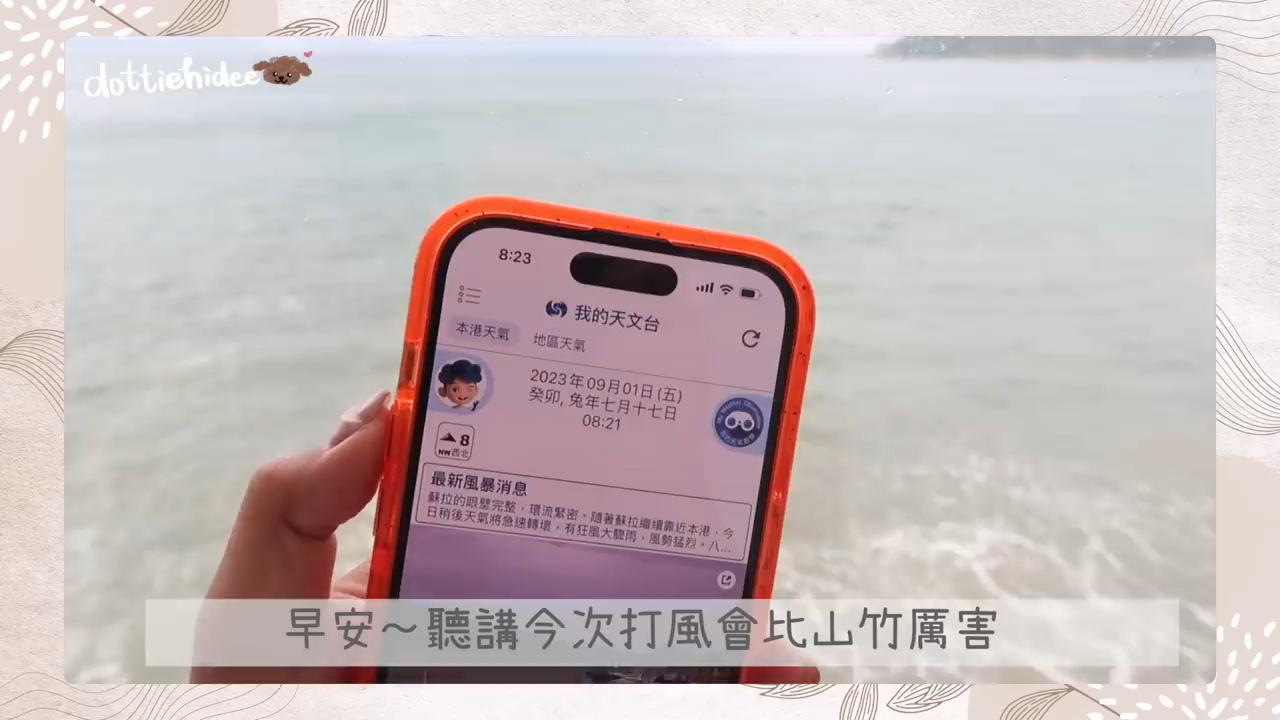 dottiehidee
8:23
我的天文台
本港天氣 地區天氣
2023年09月01日(五)
癸卯, 兔年七月十七日
08:21
8
NW西北
最新風暴消息
蘇拉的眼壁完整，環流緊密。隨著蘇拉繼續靠近本港，今
日稍後天氣將急速轉壞，有狂風大驟雨，風勢猛烈。八...
早安～聽講今次打風會比山竹厲害